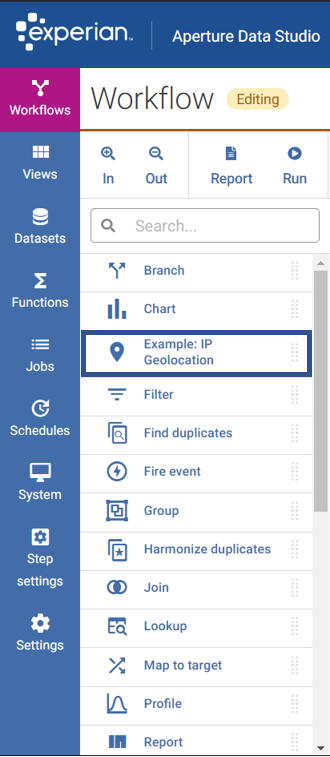 experian™
Aperture Data Studio
Workflows
Workflow
Editing
Views
In
Out
Report
Run
Datasets
Search...
Functions
Branch
Chart
Jobs
Example: IP
Geolocation
Schedules
Filter
Find duplicates
System
Fire event
Group
Step
settings
Harmonize duplicates
Join
Settings
Lookup
Map to target
Profile
Report